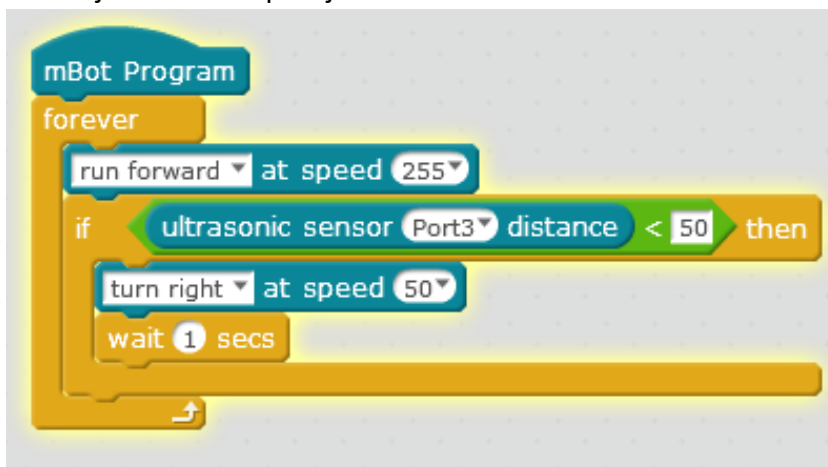 mBot Program
forever
run forward at speed 255
if ultrasonic sensor Port3 distance < 50 then
turn right at speed 50
wait 1 secs